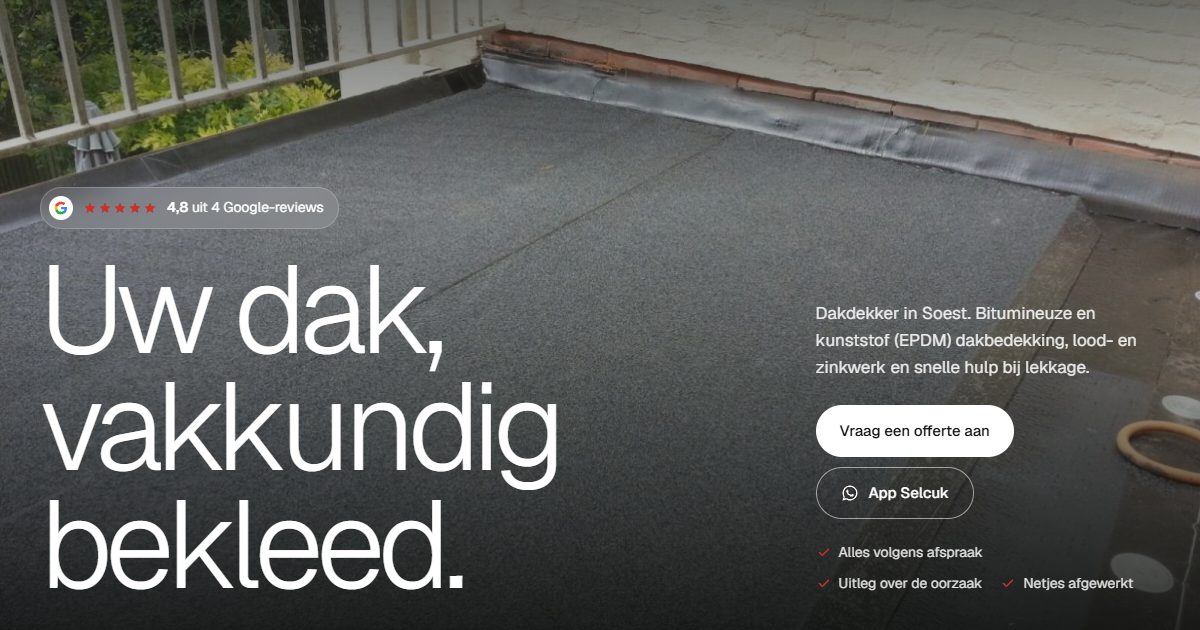 4,8 uit 4 Google-reviews
Uw dak,
vakkundig
bekleed.
Dakdekker in Soest. Bitumineuze en
kunststof (EPDM) dakbedekking, lood- en
zinkwerk en snelle hulp bij lekkage.
Vraag een offerte aan
App Selcuk
Alles volgens afspraak
Uitleg over de oorzaak Netjes afgewerkt